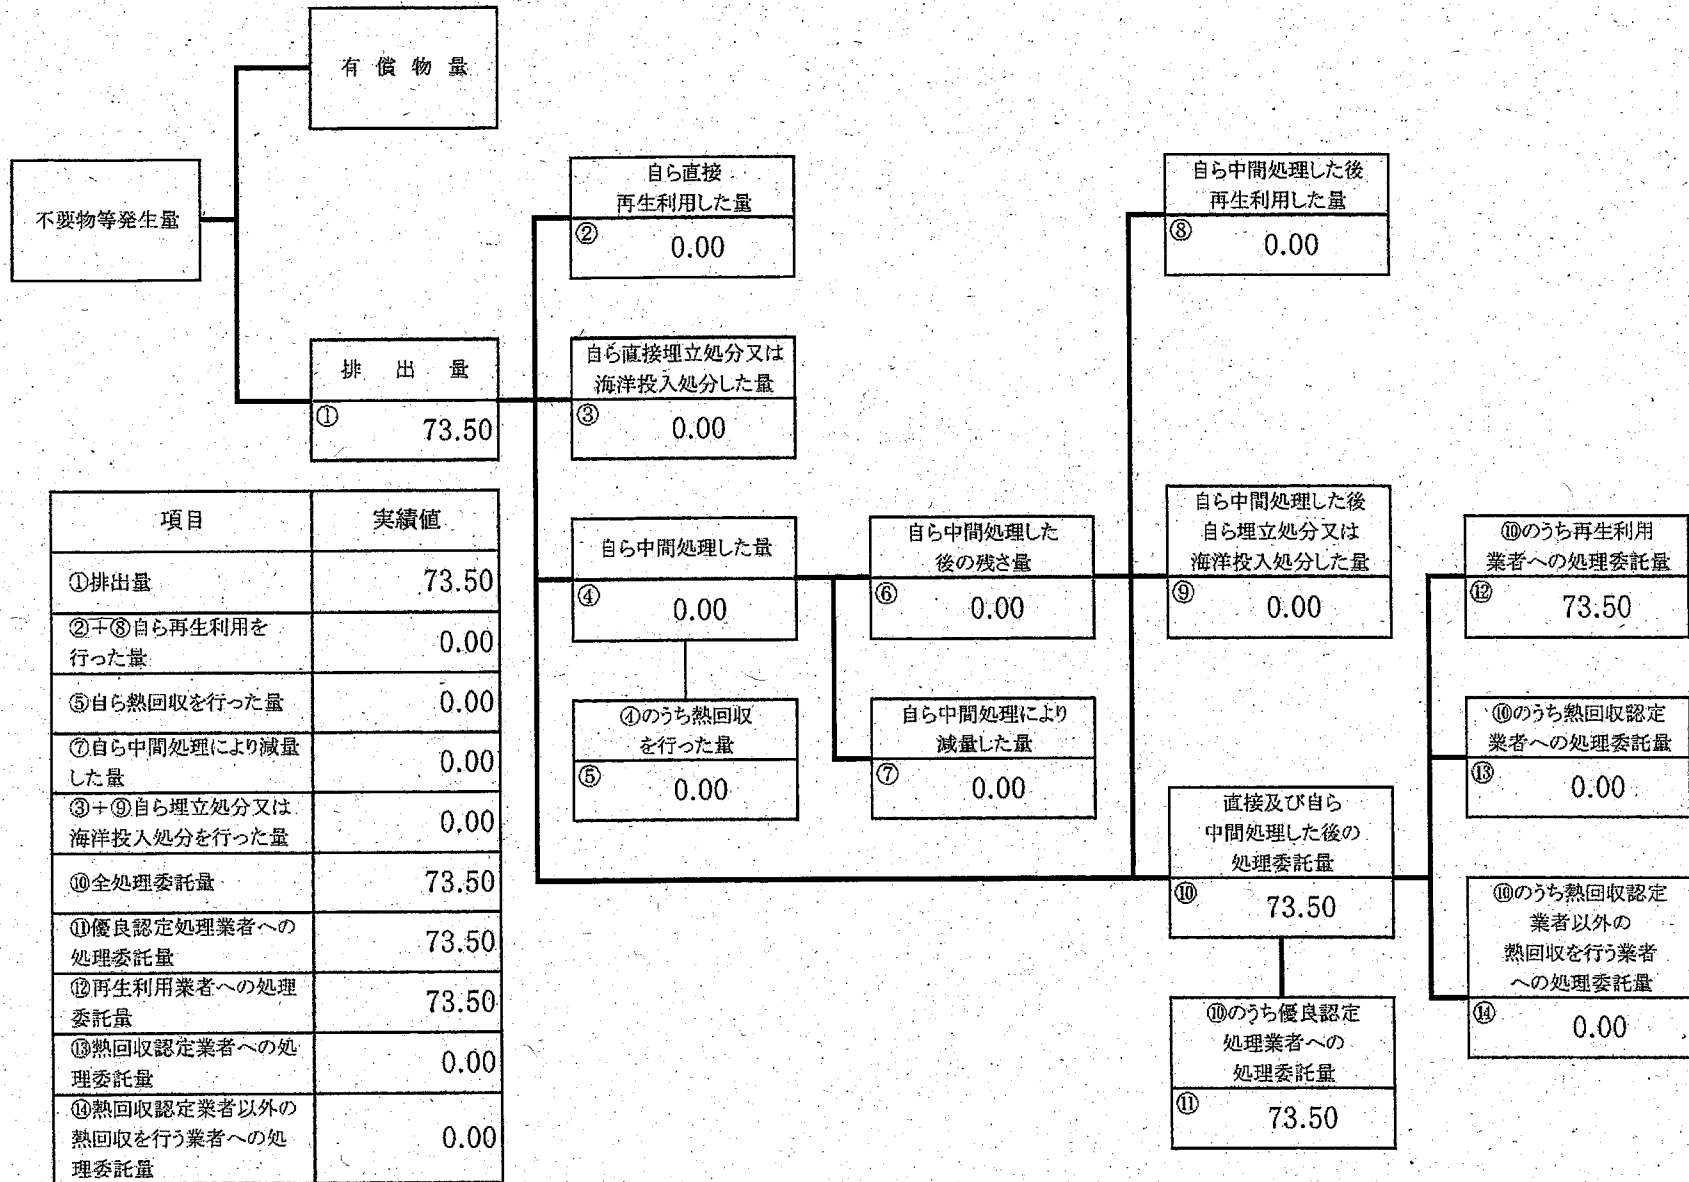 有償物量
不要物等発生量
排出量
①
73.50
自ら直接
再生利用した量
②
0.00
自ら直接埋立処分又は
海洋投入処分した量
③
0.00
自ら中間処理した量
④
0.00
④のうち熱回収
を行った量
⑤
0.00
自ら中間処理した
後の残さ量
⑥
0.00
自ら中間処理により
減量した量
⑦
0.00
自ら中間処理した後
再生利用した量
⑧
0.00
自ら中間処理した後
自ら埋立処分又は
海洋投入処分した量
⑨
0.00
直接及び自ら
中間処理した後の
処理委託量
⑩
73.50
⑩のうち優良認定
処理業者への
処理委託量
⑪
73.50
⑩のうち再生利用
業者への処理委託量
⑫
73.50
⑩のうち熱回収認定
業者への処理委託量
⑬
0.00
⑩のうち熱回収認定
業者以外の
熱回収を行う業者
への処理委託量
⑭
0.00
項目 実績値
①排出量 73.50
②+⑧自ら再生利用を
行った量 0.00
⑤自ら熱回収を行った量 0.00
⑦自ら中間処理により減量
した量 0.00
③+⑨自ら埋立処分又は
海洋投入処分を行った量 0.00
⑩全処理委託量 73.50
⑪優良認定処理業者への
処理委託量 73.50
⑫再生利用業者への処理
委託量 73.50
⑬熱回収認定業者への処
理委託量 0.00
⑭熱回収認定業者以外の
熱回収を行う業者への処
理委託量 0.00